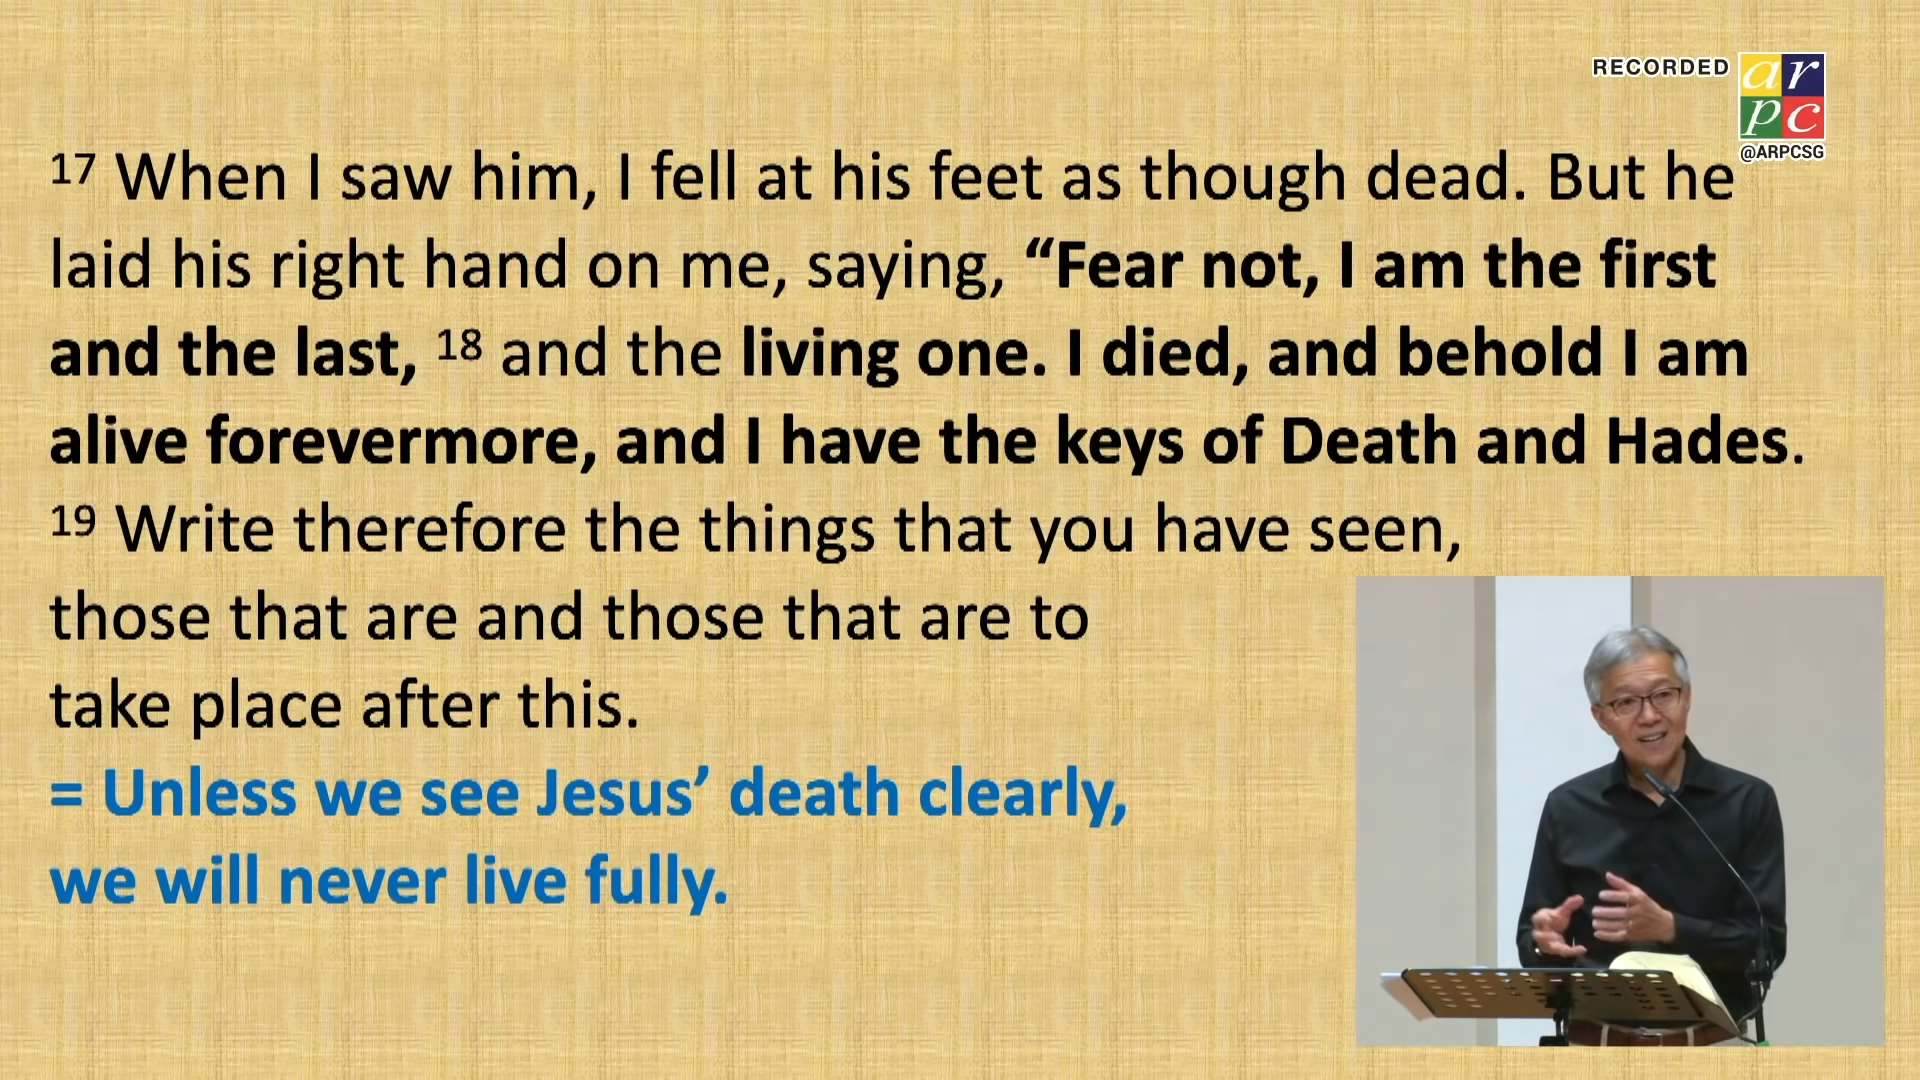 RECORDED
ar
pc
@ARPCSG
17 When I saw him, I fell at his feet as though dead. But he
laid his right hand on me, saying, “Fear not, I am the first
and the last, 18 and the living one. I died, and behold I am
alive forevermore, and I have the keys of Death and Hades.
19 Write therefore the things that you have seen,
those that are and those that are to
take place after this.
= Unless we see Jesus’ death clearly,
we will never live fully.